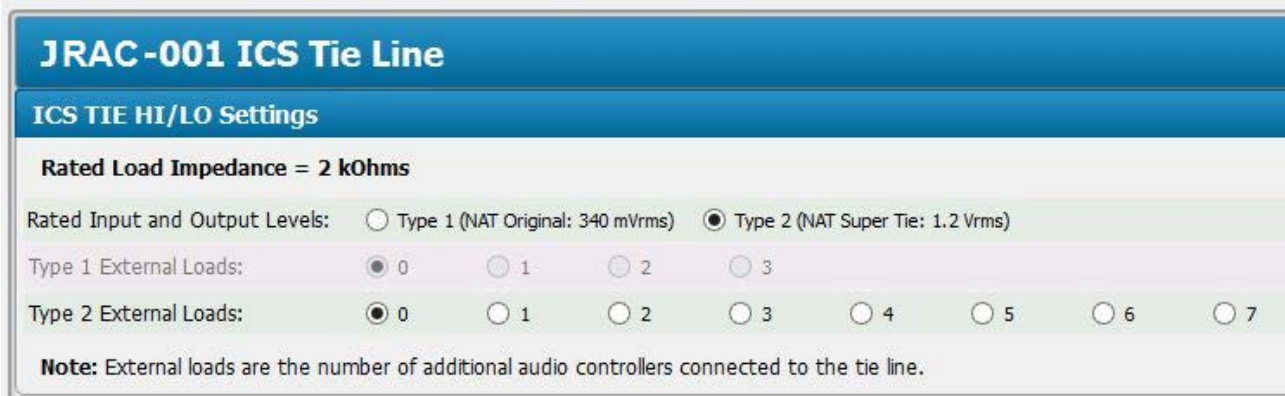 JRAC-001 ICS Tie Line
ICS TIE HI/LO Settings
Rated Load Impedance = 2 kOhms
Rated Input and Output Levels: Type 1 (NAT Original: 340 mVrms) Type 2 (NAT Super Tie: 1.2 Vrms)
Type 1 External Loads: 0 1 2 3
Type 2 External Loads: 0 1 2 3 4 5 6 7
Note: External loads are the number of additional audio controllers connected to the tie line.